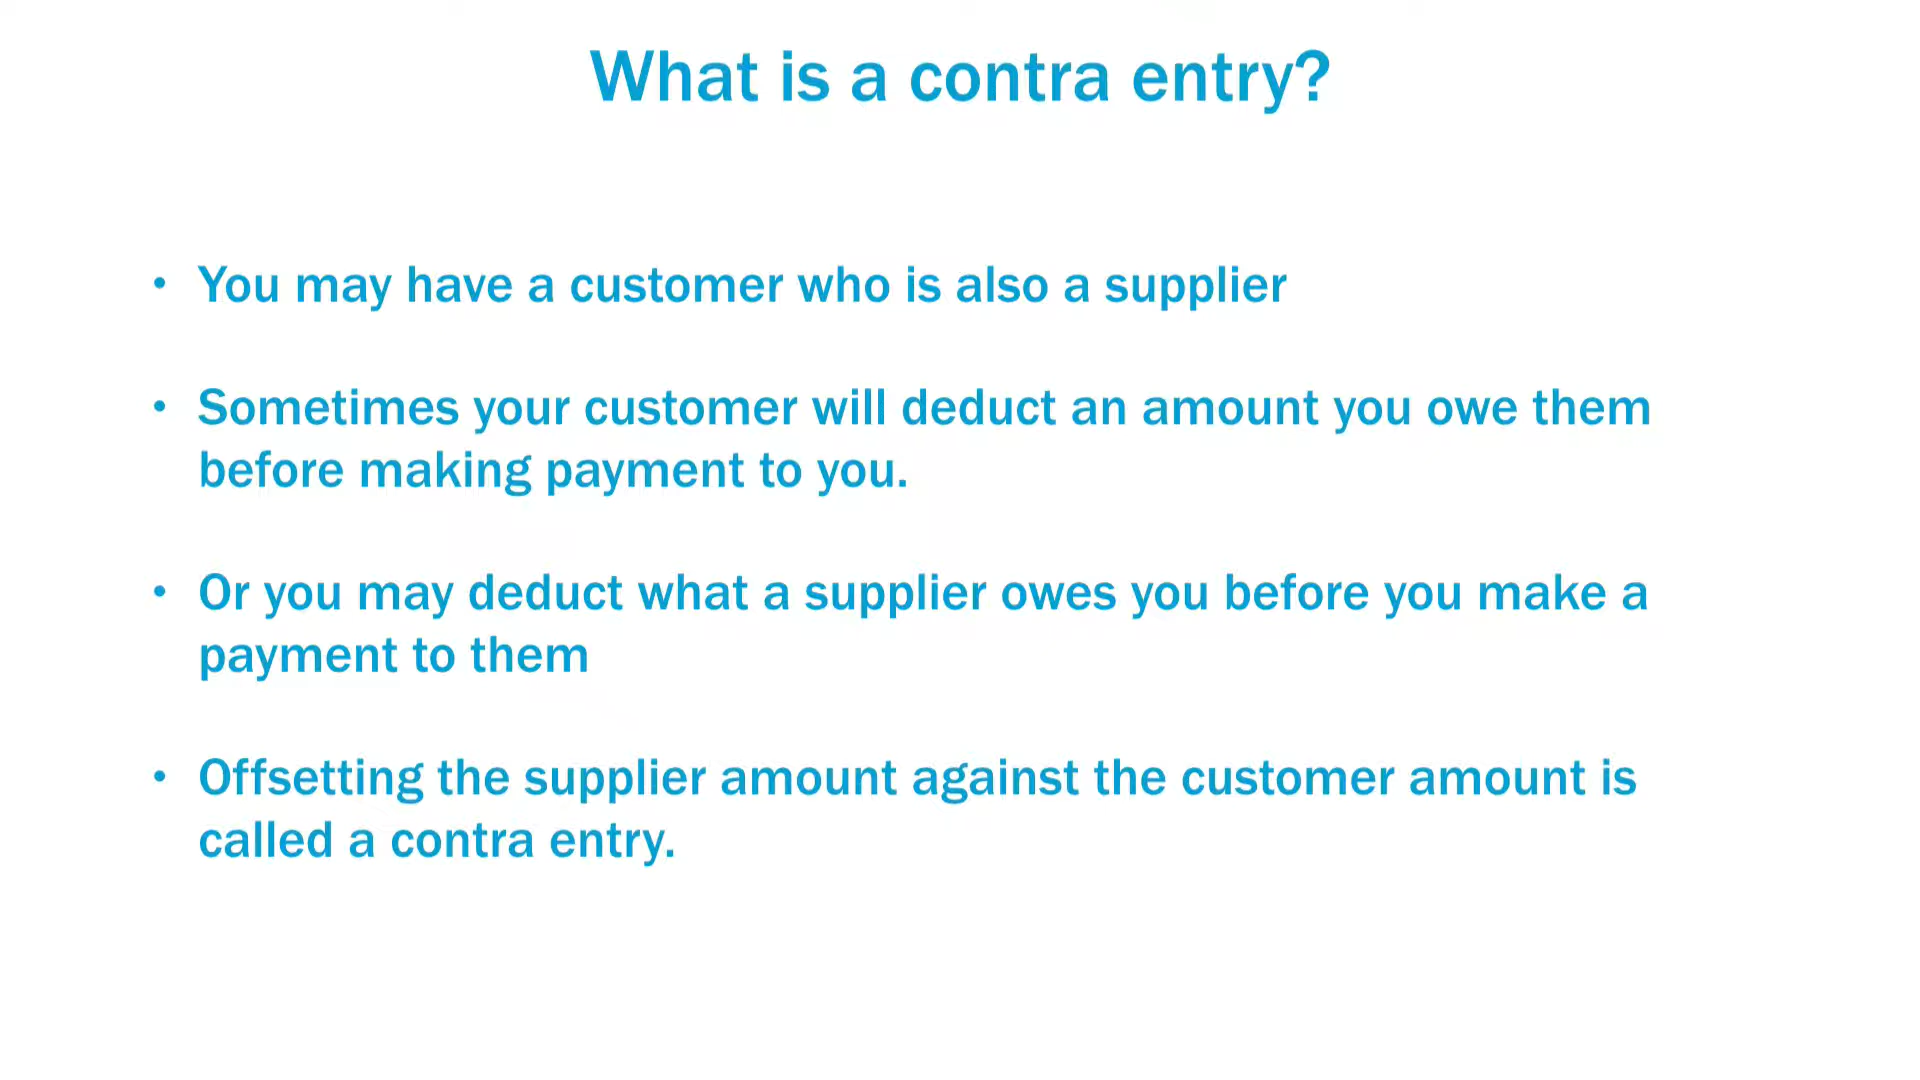 What is a contra entry?
• You may have a customer who is also a supplier
• Sometimes your customer will deduct an amount you owe them
before making payment to you.
• Or you may deduct what a supplier owes you before you make a
payment to them
• Offsetting the supplier amount against the customer amount is
called a contra entry.